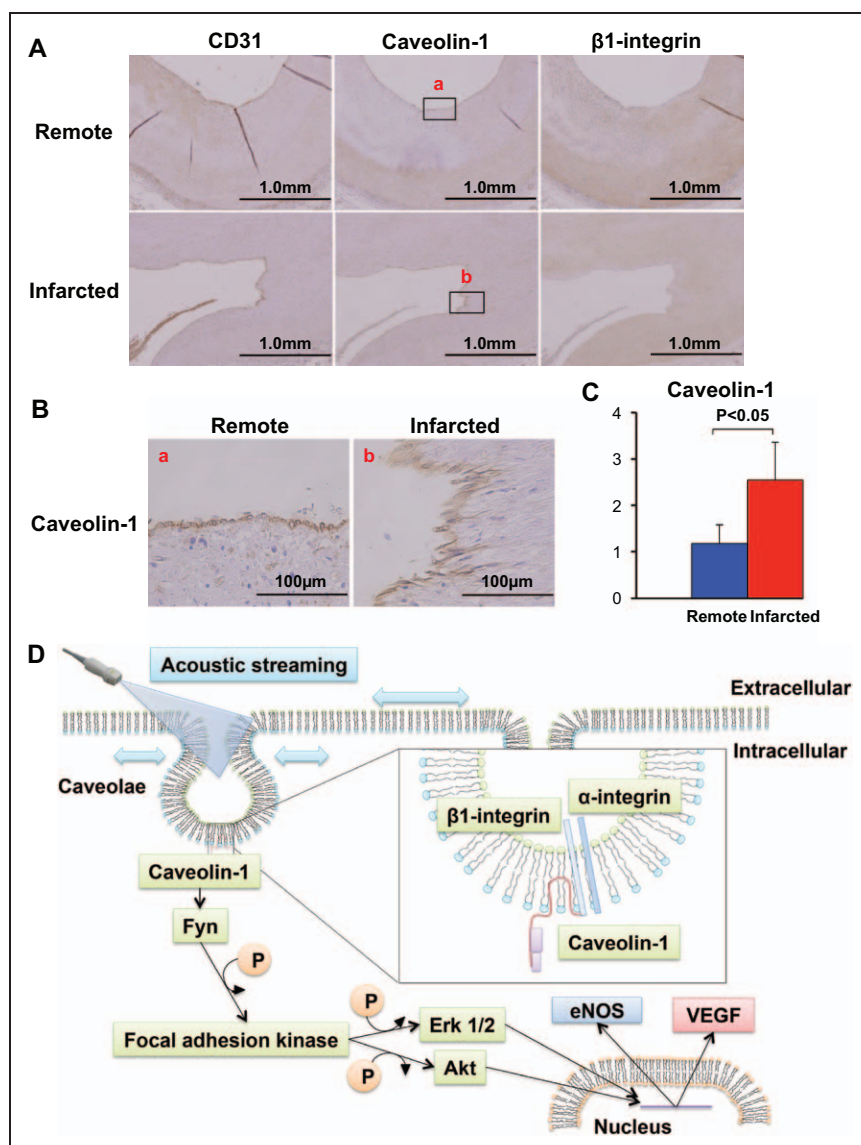 A
CD31
Caveolin-1
β1-integrin
Remote
a
1.0mm
1.0mm
1.0mm
Infarcted
b
1.0mm
1.0mm
1.0mm
B
Remote
Infarcted
Caveolin-1
a
b
100μm
100μm
C
Caveolin-1
P<0.05
4
3
2
1
0
Remote
Infarcted
D
Acoustic streaming
Extracellular
Intracellular
Caveolae
β1-integrin
α-integrin
Caveolin-1
Caveolin-1
Fyn
P
Focal adhesion kinase
P
Erk 1/2
P
Akt
eNOS
VEGF
Nucleus